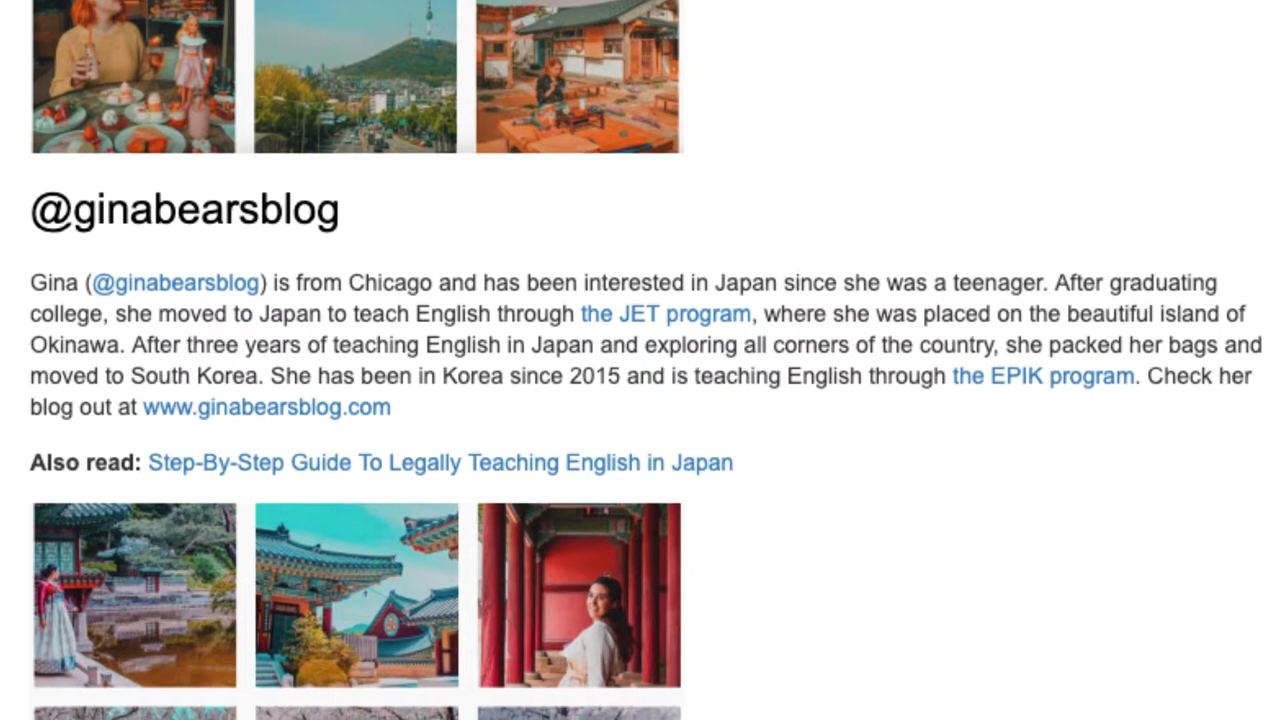 @ginabearsblog
Gina (@ginabearsblog) is from Chicago and has been interested in Japan since she was a teenager. After graduating
college, she moved to Japan to teach English through the JET program, where she was placed on the beautiful island of
Okinawa. After three years of teaching English in Japan and exploring all corners of the country, she packed her bags and
moved to South Korea. She has been in Korea since 2015 and is teaching English through the EPIK program. Check her
blog out at www.ginabearsblog.com
Also read: Step-By-Step Guide To Legally Teaching English in Japan